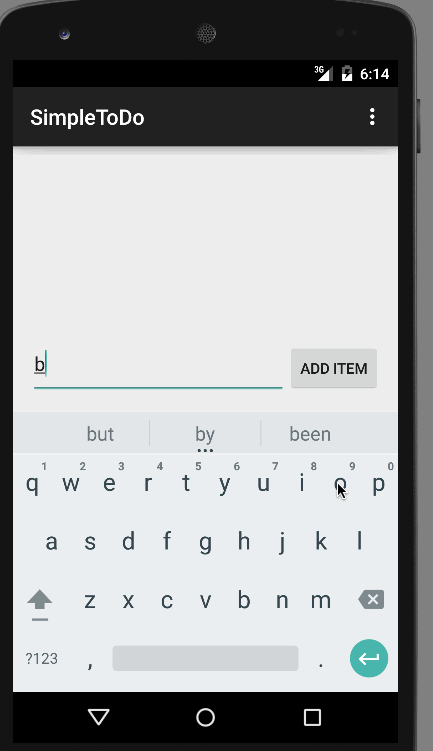 3G 6:14
SimpleToDo
b ADD ITEM
but by been
1 2 3 4 5 6 7 8 9 0
q w e r t y u i o p
a s d f g h j k l
z x c v b n m
?123 , .